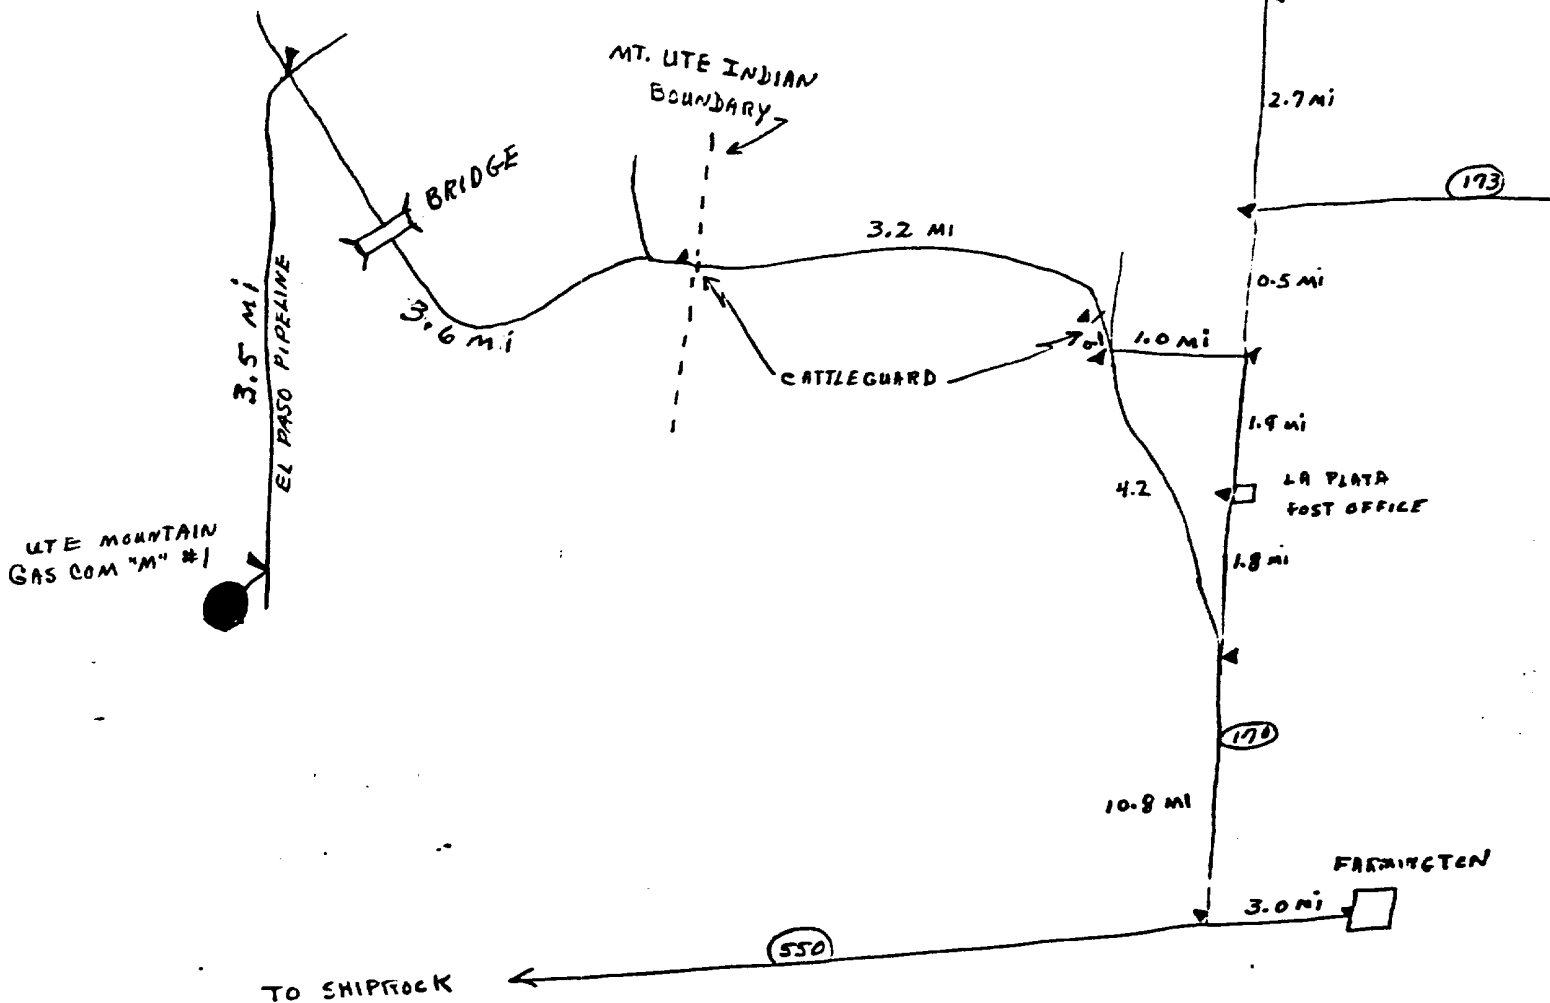 MT. UTE INDIAN
BOUNDARY
2.7 mi
BRIDGE
173
3.2 MI
0.5 mi
3.5 mi
EL PASO PIPELINE
3.6 mi
1.0 mi
CATTLEGUARD
1.9 mi
4.2
LA PLATA
POST OFFICE
UTE MOUNTAIN
GAS COM "M" #1
1.8 mi
170
10.8 MI
FARMINGTON
3.0 mi
550
TO SHIPROCK